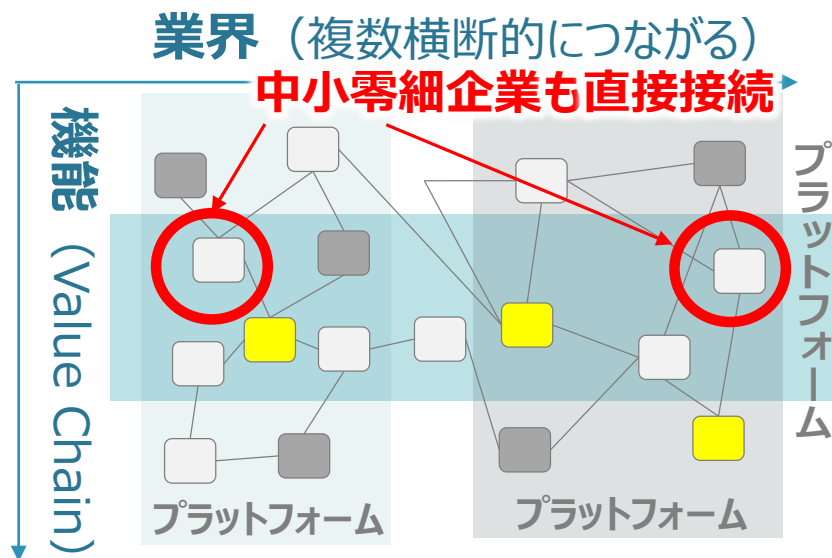 業界（複数横断的につながる）
中小零細企業も直接接続
機能（Value Chain）
プラットフォーム
プラットフォーム
プラットフォーム